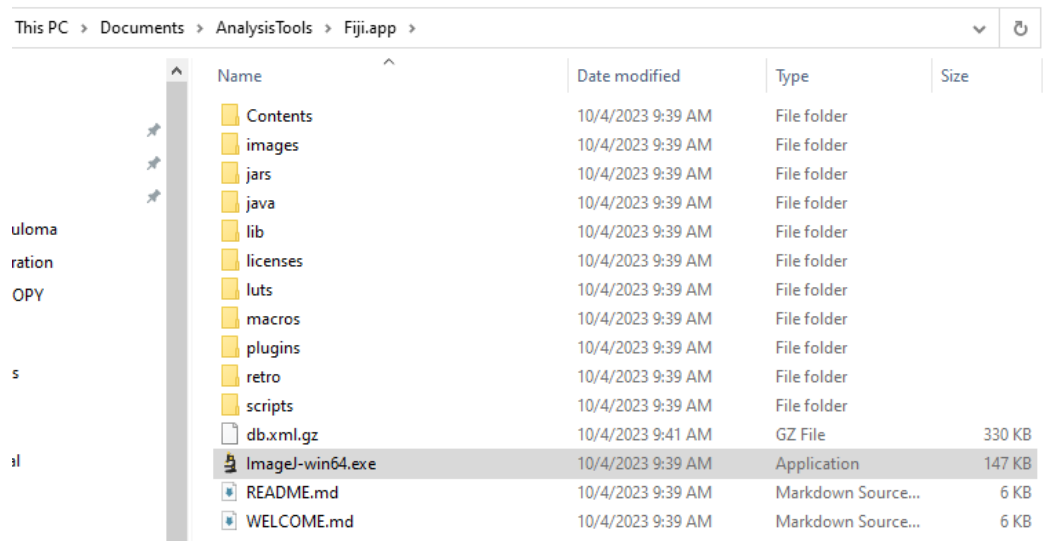 This PC > Documents > AnalysisTools > Fiji.app >
Name Date modified Type Size
Contents 10/4/2023 9:39 AM File folder
images 10/4/2023 9:39 AM File folder
jars 10/4/2023 9:39 AM File folder
java 10/4/2023 9:39 AM File folder
uloma lib 10/4/2023 9:39 AM File folder
ration licenses 10/4/2023 9:39 AM File folder
OPY luts 10/4/2023 9:39 AM File folder
macros 10/4/2023 9:39 AM File folder
plugins 10/4/2023 9:39 AM File folder
s retro 10/4/2023 9:39 AM File folder
scripts 10/4/2023 9:39 AM File folder
db.xml.gz 10/4/2023 9:41 AM GZ File 330 KB
al ImageJ-win64.exe 10/4/2023 9:39 AM Application 147 KB
README.md 10/4/2023 9:39 AM Markdown Source... 6 KB
WELCOME.md 10/4/2023 9:39 AM Markdown Source... 6 KB